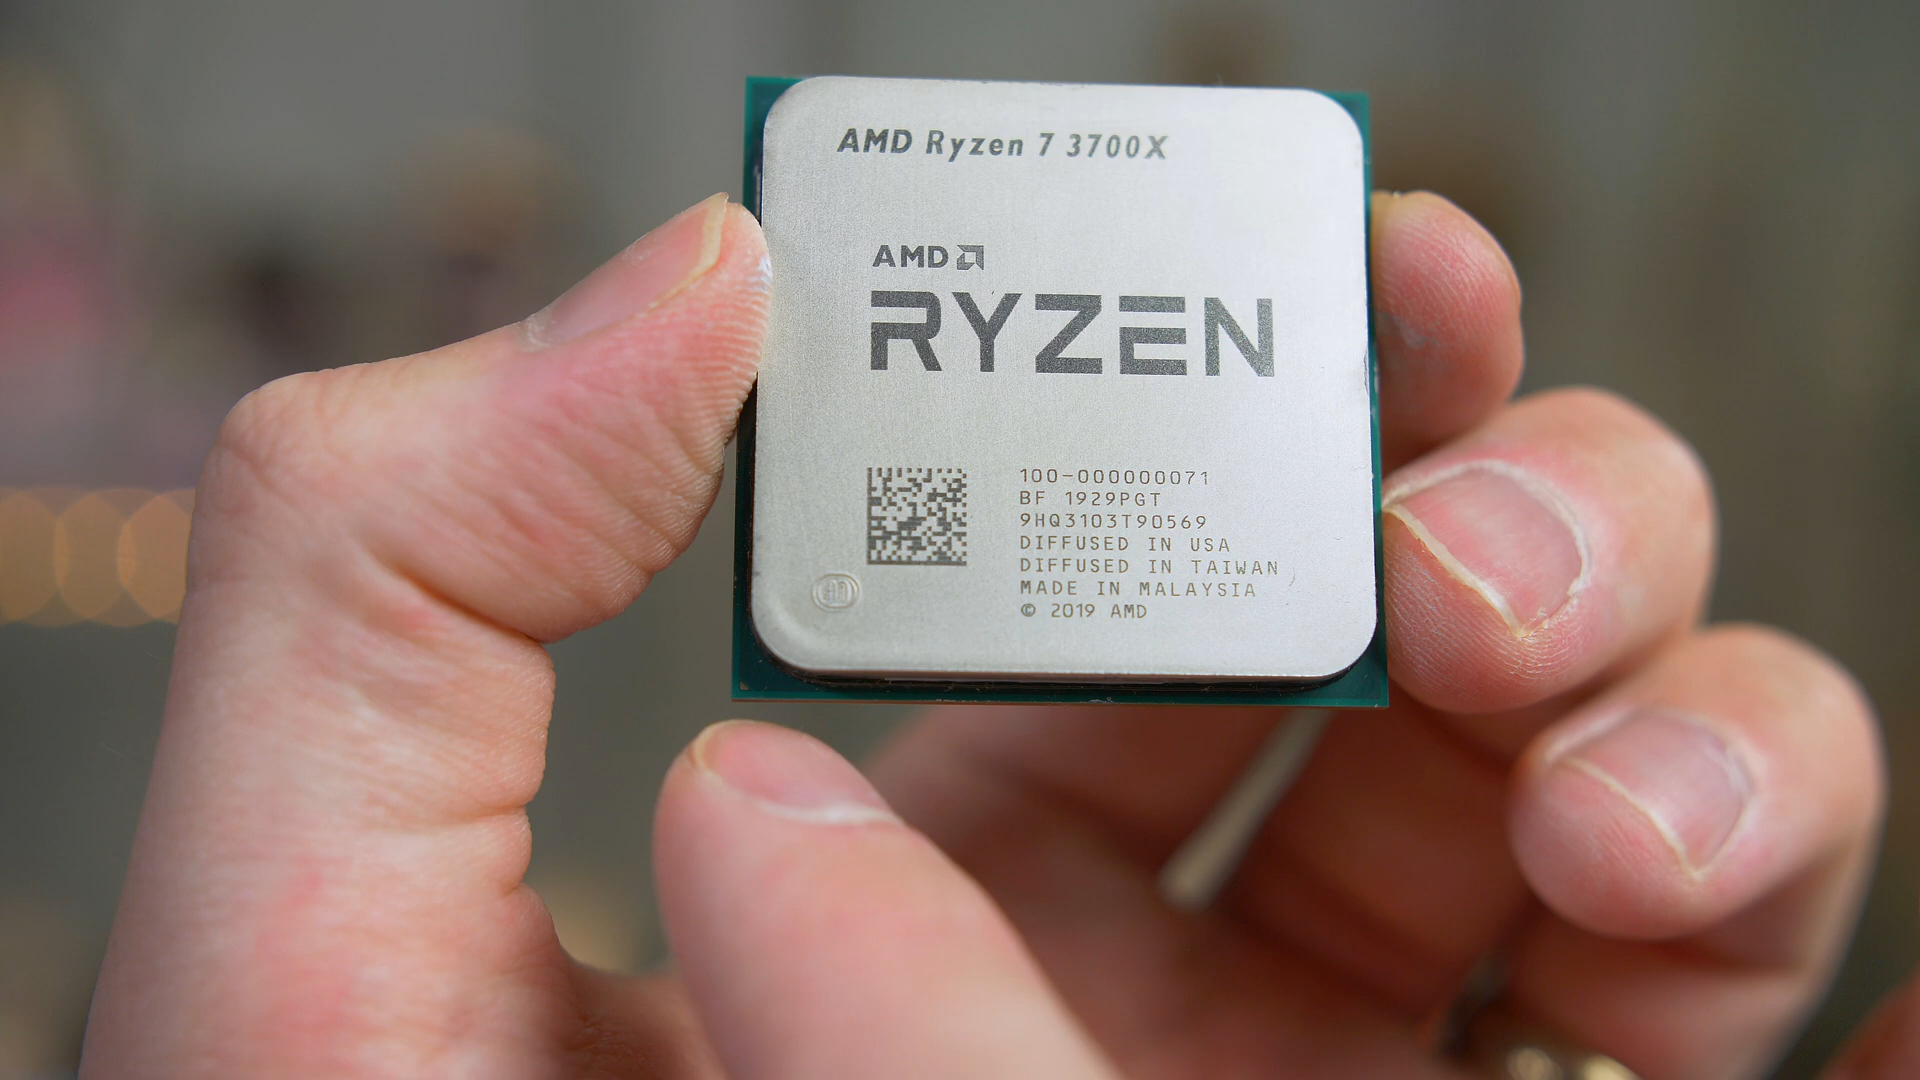 AMD Ryzen 7 3700X
AMD
RYZEN
100-000000071
BF 1929PGT
9HQ3103T90569
DIFFUSED IN USA
DIFFUSED IN TAIWAN
MADE IN MALAYSIA
© 2019 AMD